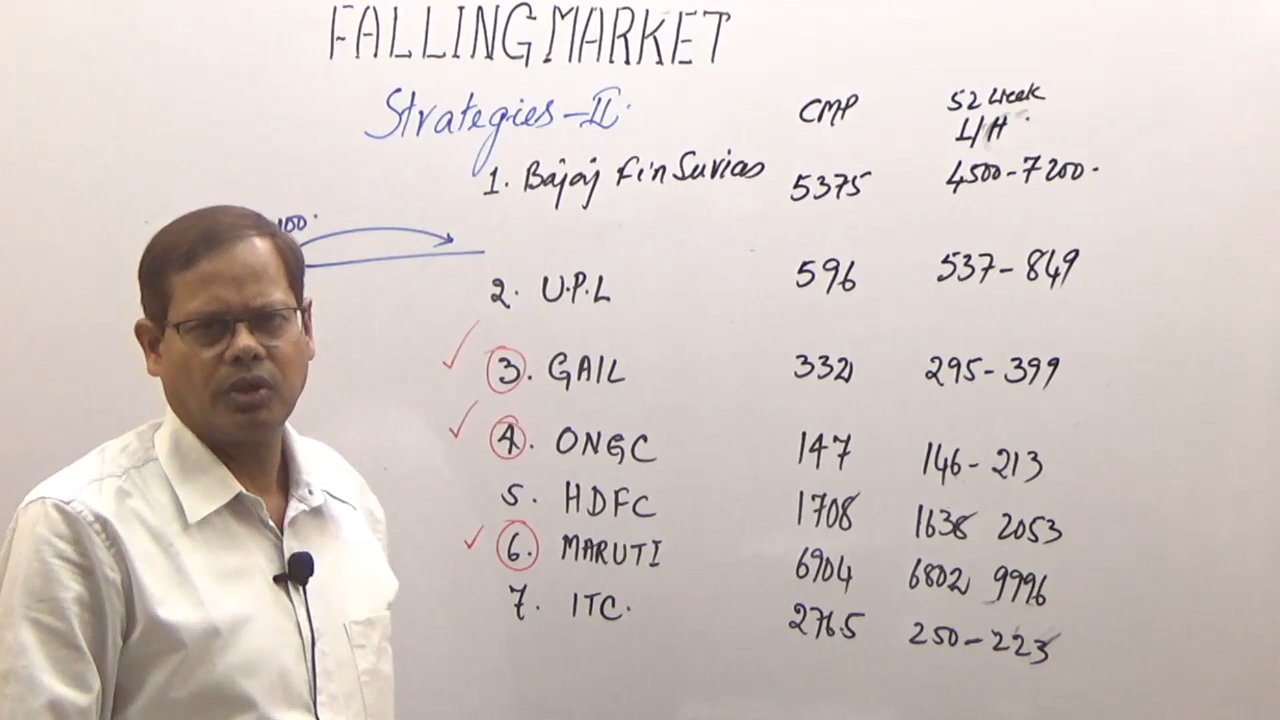 FALLING MARKET
Strategies-II.
CMP
52 Week
L/H
1. Bajaj Fin Survias 5375 4500-7200.
100
2. U.P.L 596 537-849
3. GAIL 332 295-399
4. ONGC 147 146-213
5. HDFC 1708 1638 2053
6. MARUTI 6904 6802 9996
7. ITC. 276.5 250-223